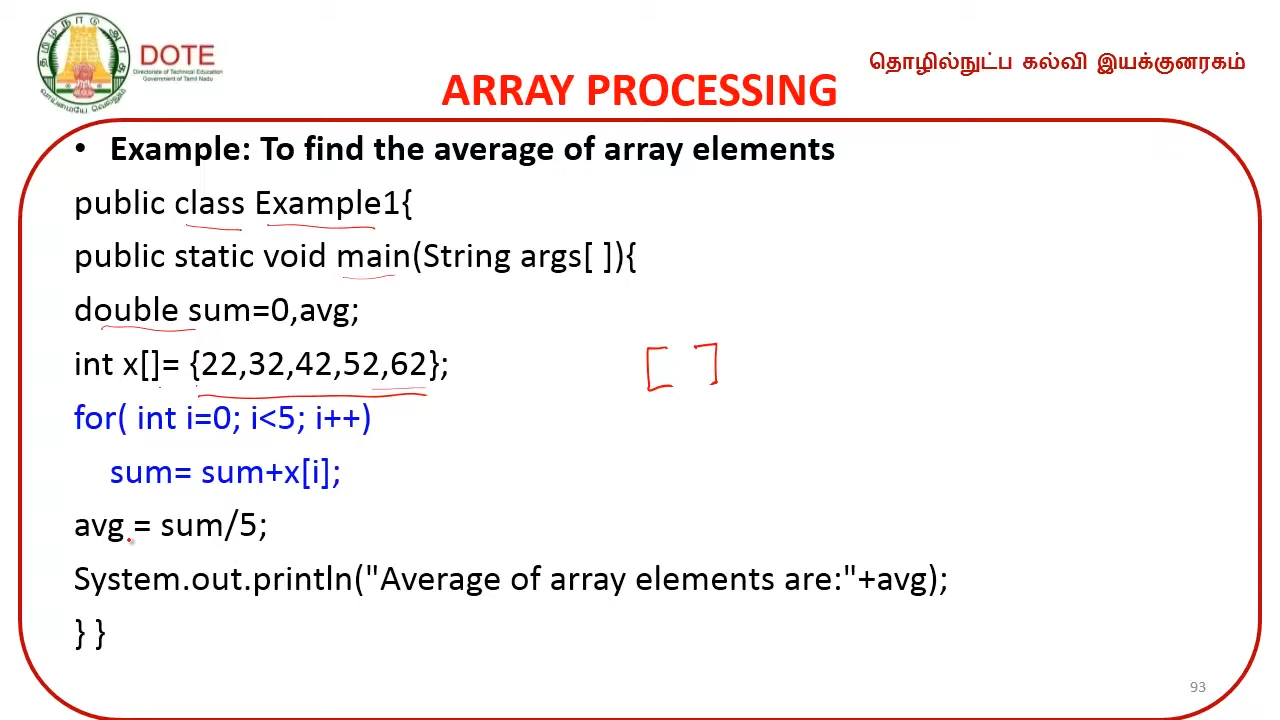 DOTE
Directorate of Technical Education
Government of Tamil Nadu
தொழில்நுட்ப கல்வி இயக்குனரகம்
ARRAY PROCESSING
• Example: To find the average of array elements
public class Example1{
public static void main(String args[ ]){
double sum=0,avg;
int x[]= {22,32,42,52,62};
for( int i=0; i<5; i++)
sum= sum+x[i];
avg = sum/5;
System.out.println("Average of array elements are:"+avg);
} }
[ ]
93